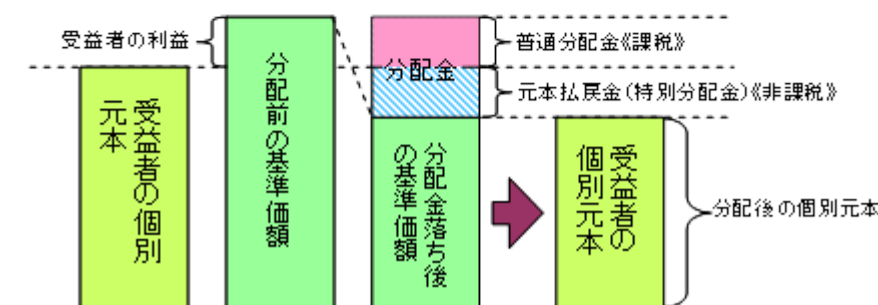 受益者の利益
受益者の個別
元本
分配前の基準価額
分配金
分配金落ち後
の基準価額
普通分配金《課税》
元本払戻金(特別分配金)《非課税》
受益者の
個別元本
分配後の個別元本